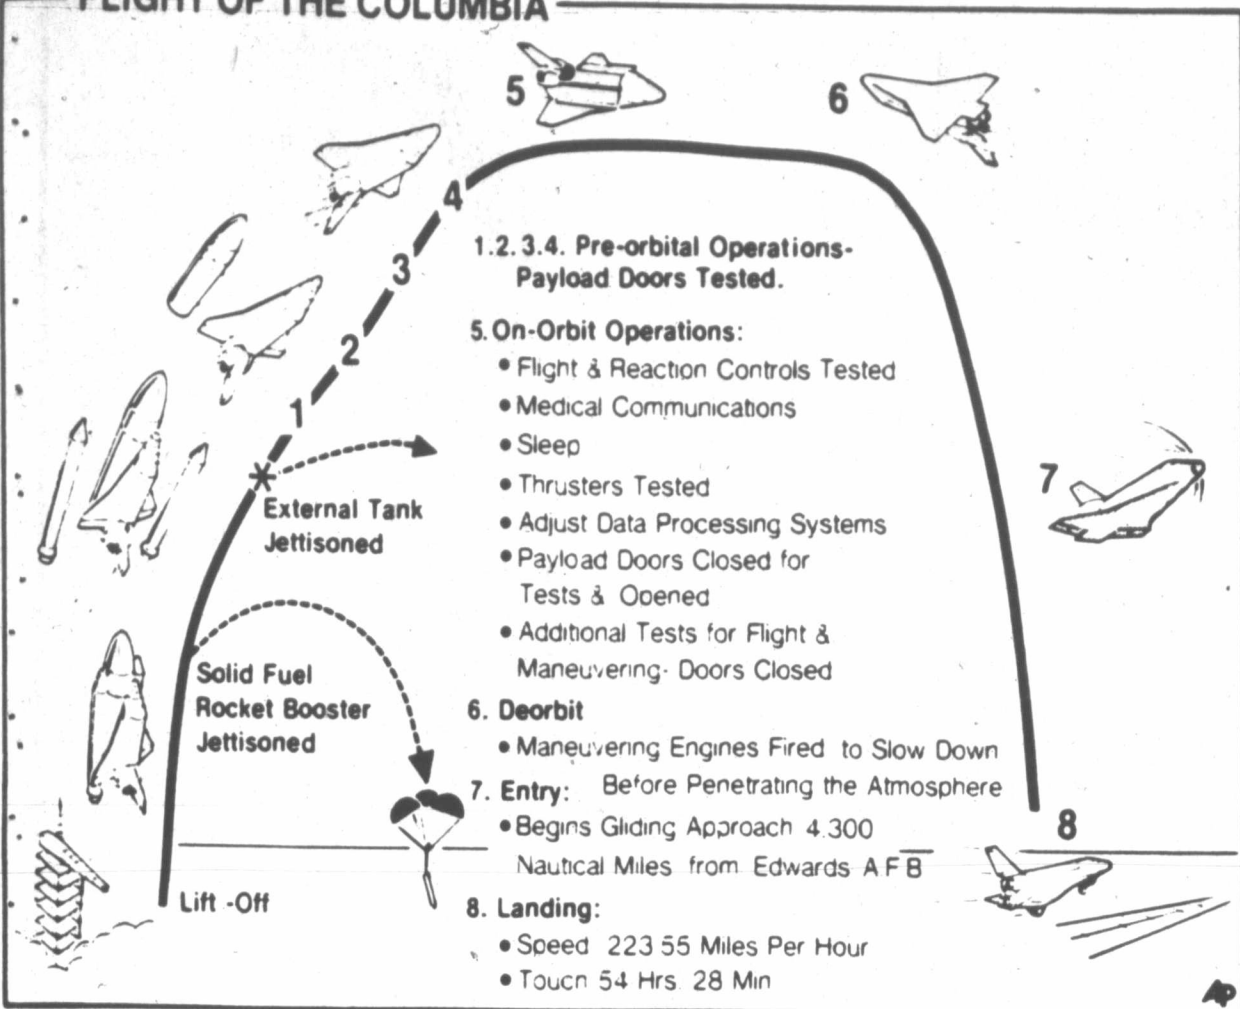 FLIGHT OF THE COLUMBIA
5
6
4
3
2
1
7
8
External Tank
Jettisoned
Solid Fuel
Rocket Booster
Jettisoned
Lift -Off
1.2.3.4. Pre-orbital Operations-
Payload Doors Tested.
5. On-Orbit Operations:
• Flight & Reaction Controls Tested
• Medical Communications
• Sleep
• Thrusters Tested
• Adjust Data Processing Systems
• Payload Doors Closed for
Tests & Opened
• Additional Tests for Flight &
Maneuvering- Doors Closed
6. Deorbit
• Maneuvering Engines Fired to Slow Down
Before Penetrating the Atmosphere
7. Entry:
• Begins Gliding Approach 4.300
Nautical Miles from Edwards A F B
8. Landing:
• Speed 223 55 Miles Per Hour
• Touch 54 Hrs. 28 Min
AP